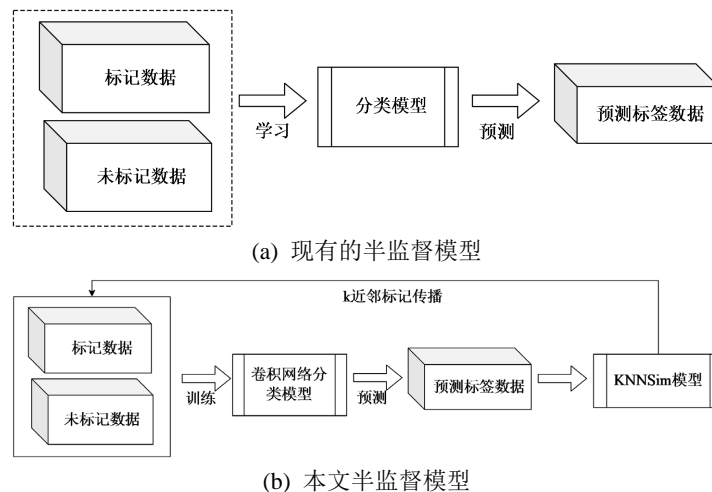 标记数据
未标记数据
学习
分类模型
预测
预测标签数据
(a) 现有的半监督模型
k近邻标记传播
标记数据
未标记数据
训练
卷积网络分
类模型
预测
预测标签数据
KNNSim模型
(b) 本文半监督模型